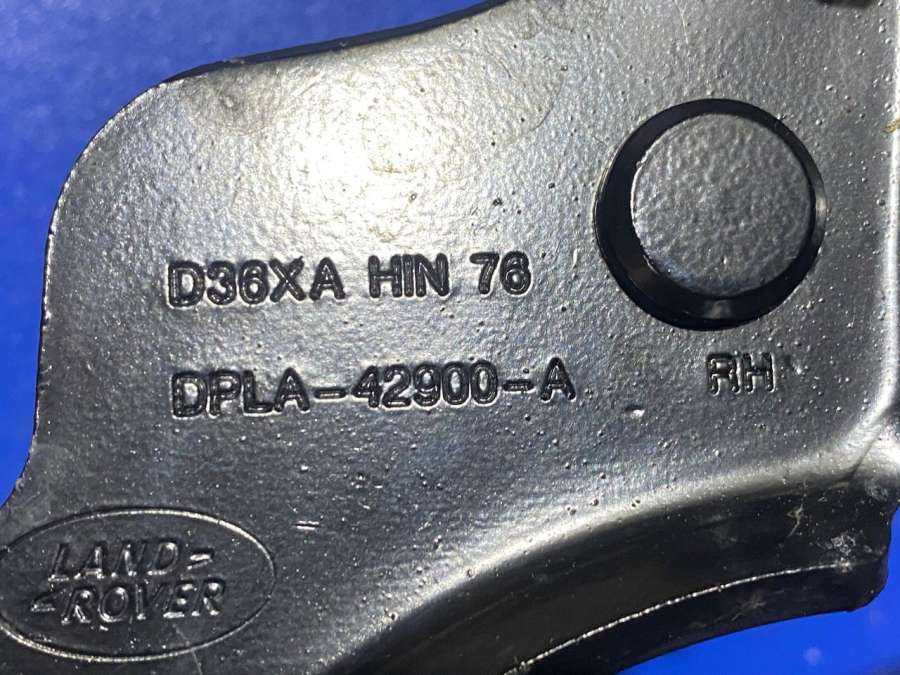 D36XA HIN 76
DPLA-42900-A
RH
LAND-
-ROVER